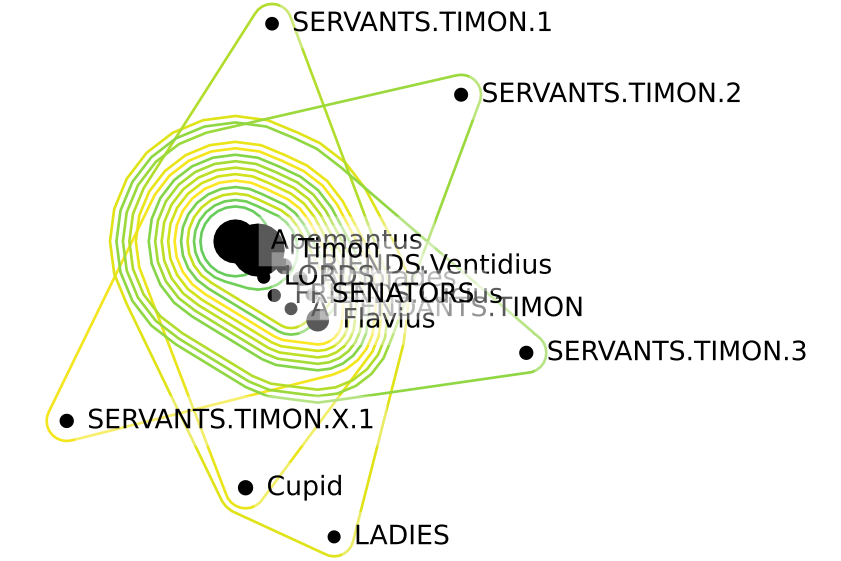 SERVANTS.TIMON.1
SERVANTS.TIMON.2
Apemantus
Timon
FRIENDS.Ventidius
LORDS
SENATORS
ATTENDANTS.TIMON
Flavius
SERVANTS.TIMON.3
SERVANTS.TIMON.X.1
Cupid
LADIES